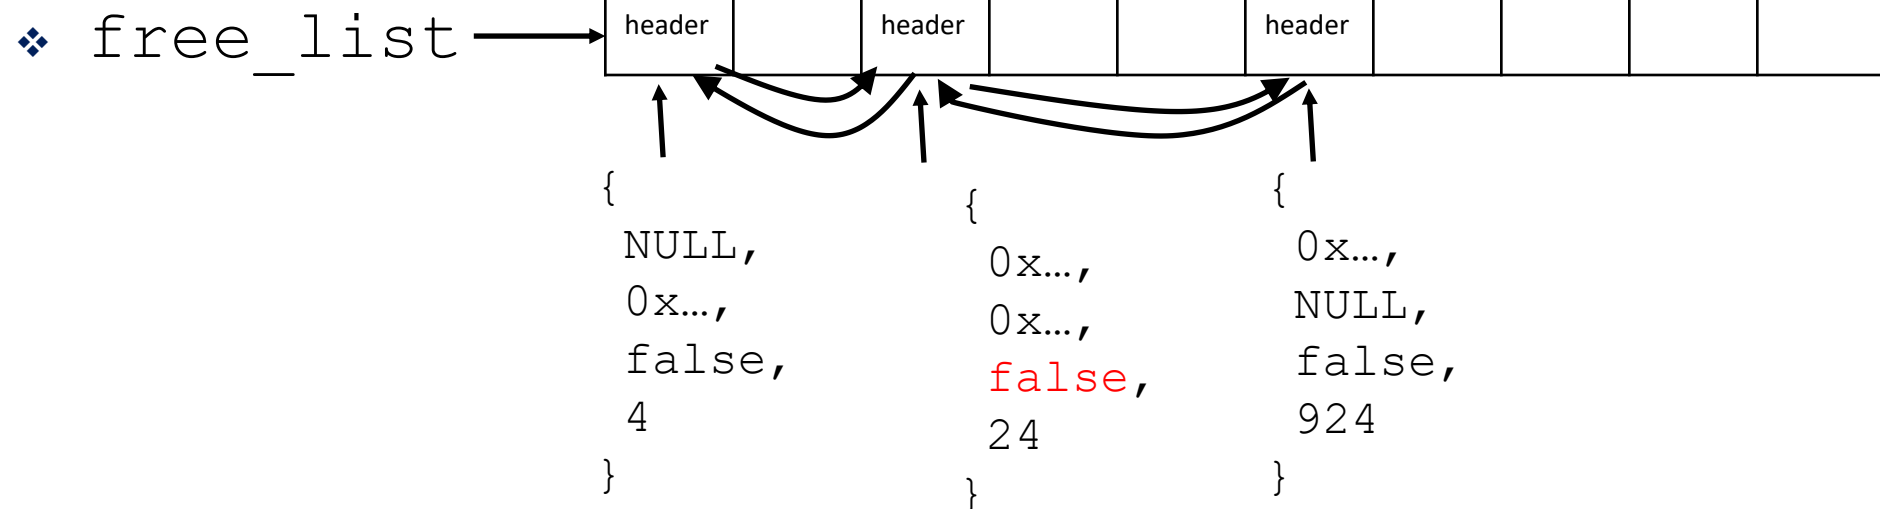 ❖ free_list
header header header
{
NULL,
0x…,
false,
4
}
{
0x…,
0x…,
false,
24
}
{
0x…,
NULL,
false,
924
}